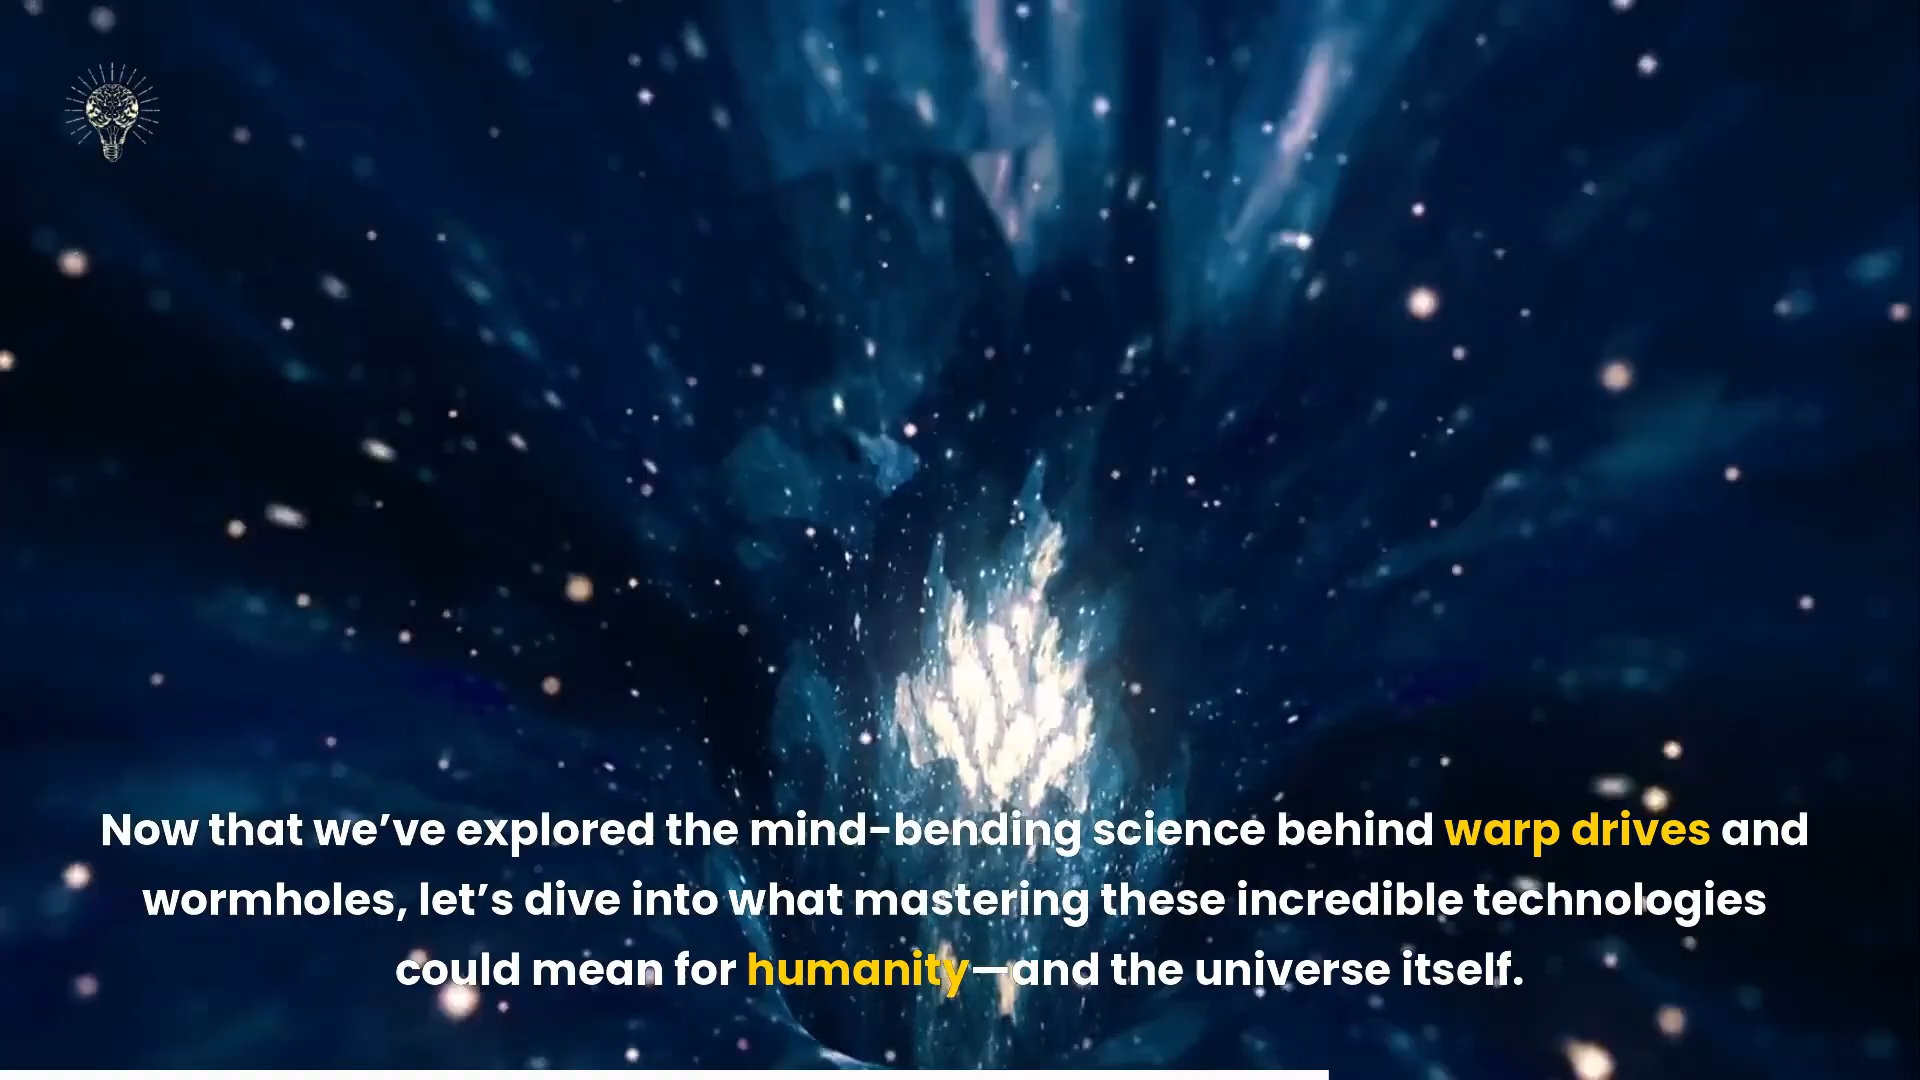 Now that we’ve explored the mind-bending science behind warp drives and
wormholes, let’s dive into what mastering these incredible technologies
could mean for humanity—and the universe itself.